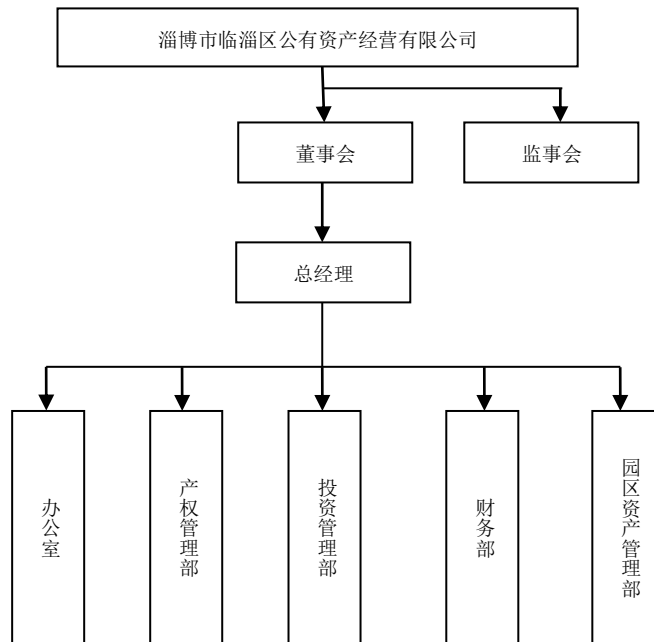 淄博市临淄区公有资产经营有限公司
董事会
监事会
总经理
办公室
产权管理部
投资管理部
财务部
园区资产管理部